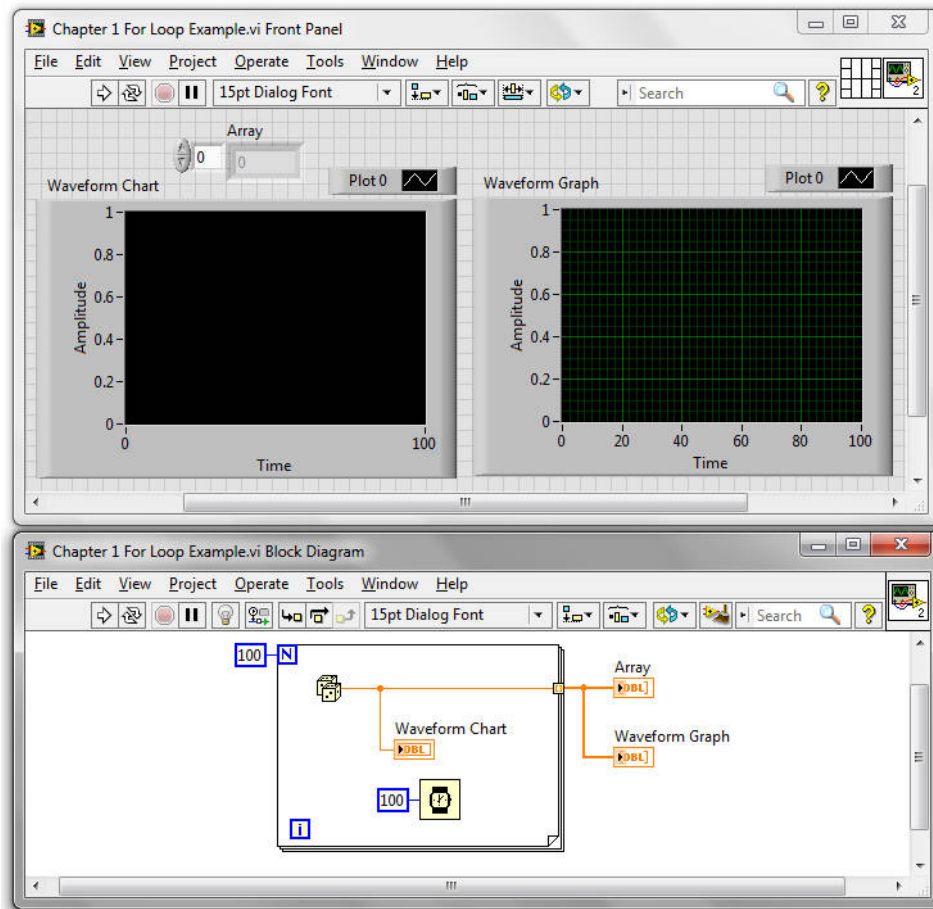 Chapter 1 For Loop Example.vi Front Panel
File Edit View Project Operate Tools Window Help
15pt Dialog Font
Search
2
Array
0
0
Waveform Chart
Plot 0
1
0.8
0.6
0.4
0.2
0
Amplitude
0
100
Time
Waveform Graph
Plot 0
1
0.8
0.6
0.4
0.2
0
Amplitude
0 20 40 60 80 100
Time
Chapter 1 For Loop Example.vi Block Diagram
File Edit View Project Operate Tools Window Help
15pt Dialog Font
Search
2
100
N
Array
DBL
Waveform Chart
DBL
Waveform Graph
DBL
100
i